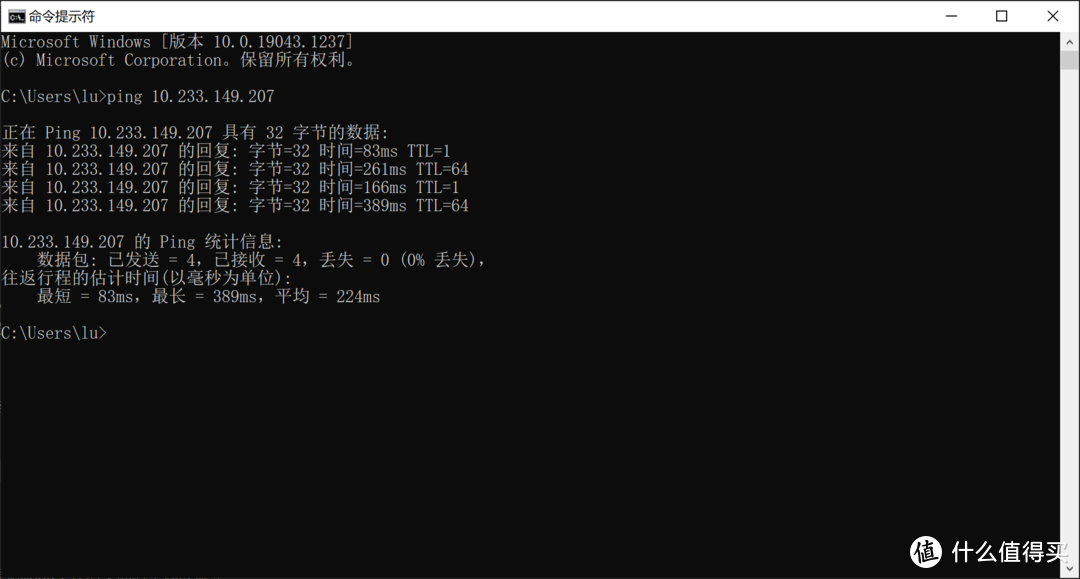 命令提示符
Microsoft Windows [版本 10.0.19043.1237]
(c) Microsoft Corporation。保留所有权利。
C:\Users\lu>ping 10.233.149.207
正在 Ping 10.233.149.207 具有 32 字节的数据:
来自 10.233.149.207 的回复: 字节=32 时间=83ms TTL=1
来自 10.233.149.207 的回复: 字节=32 时间=261ms TTL=64
来自 10.233.149.207 的回复: 字节=32 时间=166ms TTL=1
来自 10.233.149.207 的回复: 字节=32 时间=389ms TTL=64
10.233.149.207 的 Ping 统计信息:
    数据包: 已发送 = 4，已接收 = 4，丢失 = 0 (0% 丢失)，
往返行程的估计时间(以毫秒为单位):
    最短 = 83ms，最长 = 389ms，平均 = 224ms
C:\Users\lu>
值 什么值得买